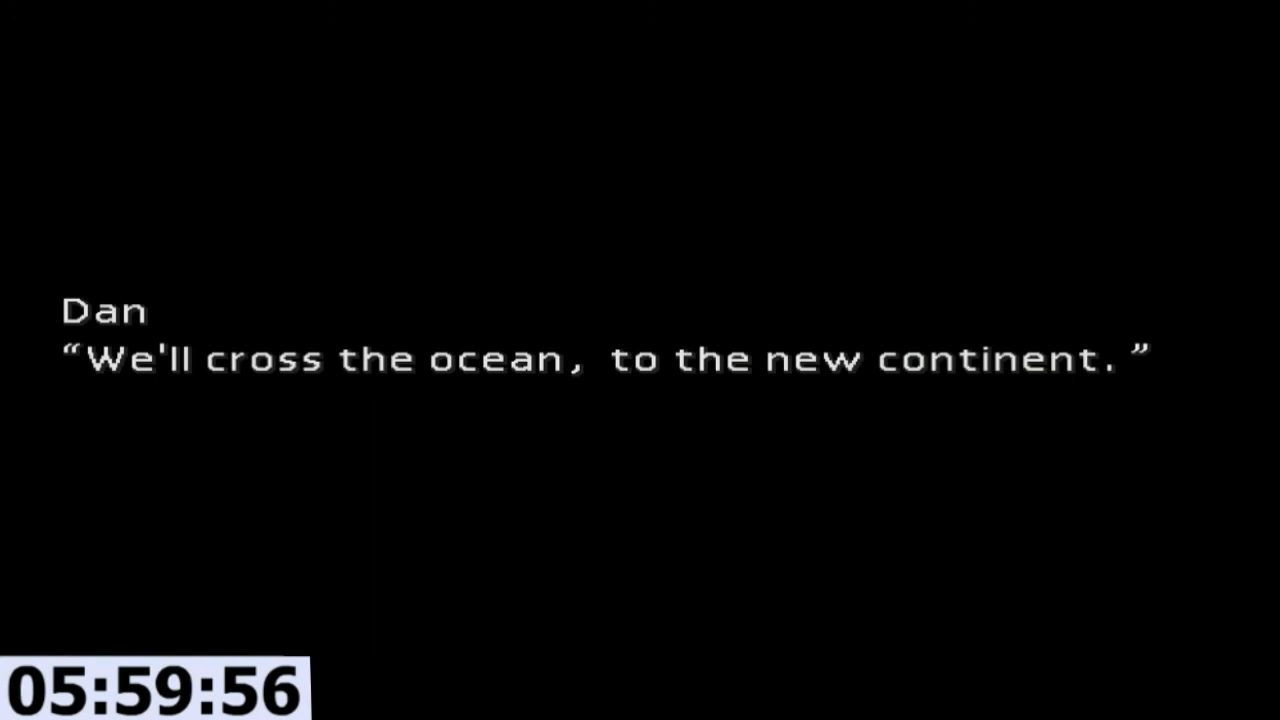 Dan
“We'll cross the ocean, to the new continent.”
05:59:56